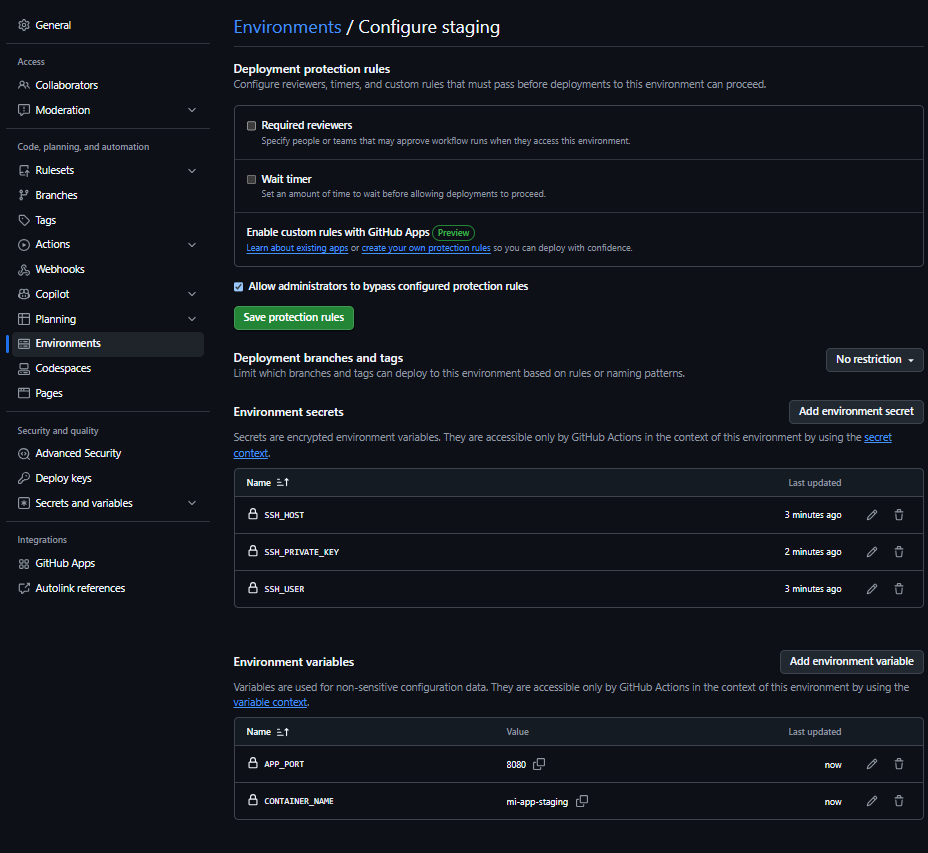 General
Access
Collaborators
Moderation
Code, planning, and automation
Rulesets
Branches
Tags
Actions
Webhooks
Copilot
Planning
Environments
Codespaces
Pages
Security and quality
Advanced Security
Deploy keys
Secrets and variables
Integrations
GitHub Apps
Autolink references
Environments / Configure staging
Deployment protection rules
Configure reviewers, timers, and custom rules that must pass before deployments to this environment can proceed.
Required reviewers
Specify people or teams that may approve workflow runs when they access this environment.
Wait timer
Set an amount of time to wait before allowing deployments to proceed.
Enable custom rules with GitHub Apps Preview
Learn about existing apps or create your own protection rules so you can deploy with confidence.
Allow administrators to bypass configured protection rules
Save protection rules
Deployment branches and tags
No restriction
Limit which branches and tags can deploy to this environment based on rules or naming patterns.
Environment secrets
Add environment secret
Secrets are encrypted environment variables. They are accessible only by GitHub Actions in the context of this environment by using the secret
context.
Name Last updated
SSH_HOST 3 minutes ago
SSH_PRIVATE_KEY 2 minutes ago
SSH_USER 3 minutes ago
Environment variables
Add environment variable
Variables are used for non-sensitive configuration data. They are accessible only by GitHub Actions in the context of this environment by using the
variable context.
Name Value Last updated
APP_PORT 8080 now
CONTAINER_NAME mi-app-staging now